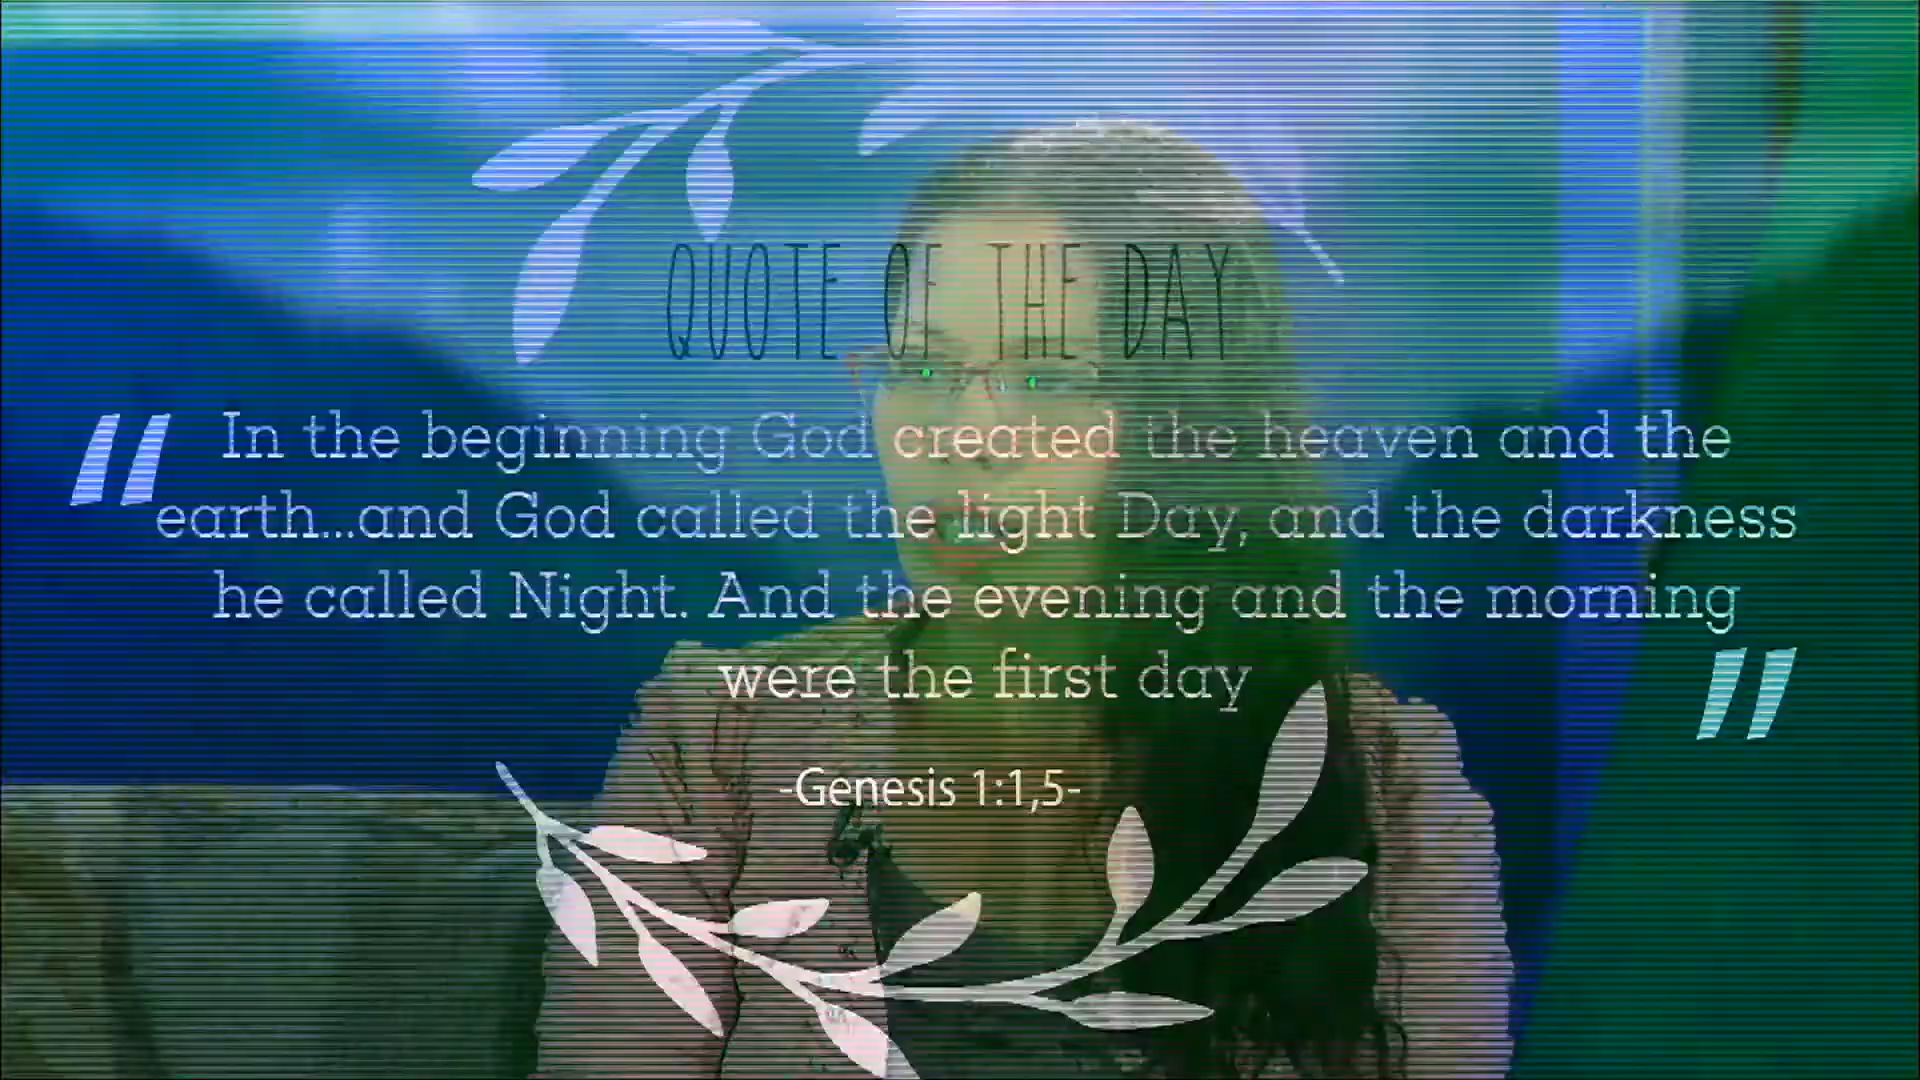 QUOTE OF THE DAY
" In the beginning God created the heaven and the
earth...and God called the light Day, and the darkness
he called Night. And the evening and the morning
were the first day "
-Genesis 1:1,5-